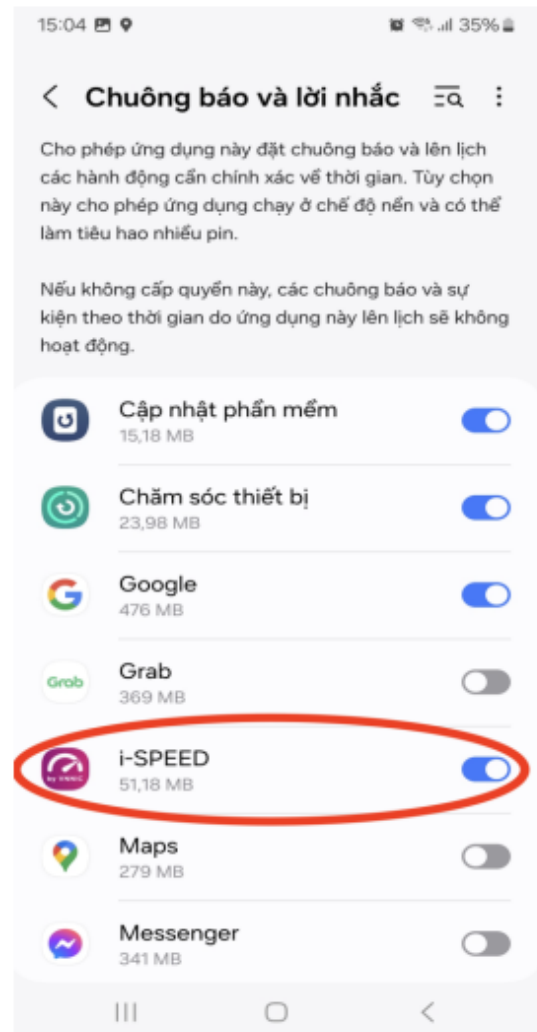 15:04 35%
Chuông báo và lời nhắc
Cho phép ứng dụng này đặt chuông báo và lên lịch
các hành động cần chính xác về thời gian. Tùy chọn
này cho phép ứng dụng chạy ở chế độ nền và có thể
làm tiêu hao nhiều pin.
Nếu không cấp quyền này, các chuông báo và sự
kiện theo thời gian do ứng dụng này lên lịch sẽ không
hoạt động.
Cập nhật phần mềm
15,18 MB
Chăm sóc thiết bị
23,98 MB
Google
476 MB
Grab
Grab
369 MB
i-SPEED
by VNNIC
51,18 MB
Maps
279 MB
Messenger
341 MB